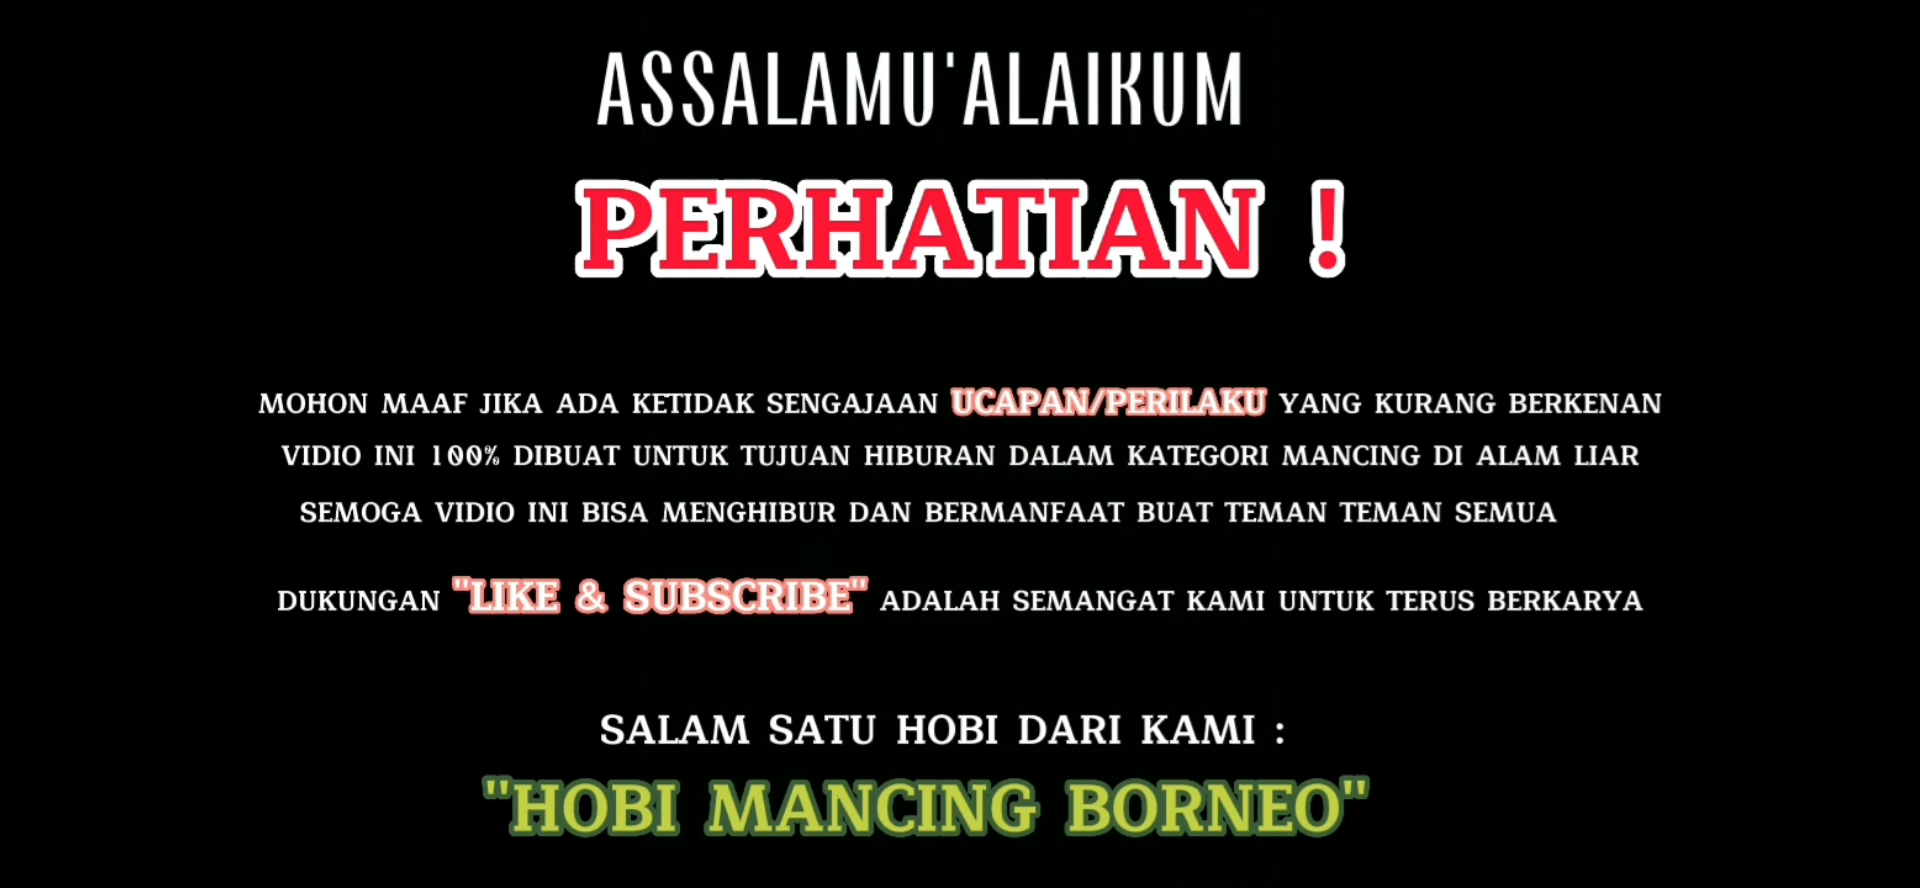 ASSALAMU'ALAIKUM
PERHATIAN !
MOHON MAAF JIKA ADA KETIDAK SENGAJAAN UCAPAN/PERILAKU YANG KURANG BERKENAN
VIDIO INI 100% DIBUAT UNTUK TUJUAN HIBURAN DALAM KATEGORI MANCING DI ALAM LIAR
SEMOGA VIDIO INI BISA MENGHIBUR DAN BERMANFAAT BUAT TEMAN TEMAN SEMUA
DUKUNGAN "LIKE & SUBSCRIBE" ADALAH SEMANGAT KAMI UNTUK TERUS BERKARYA
SALAM SATU HOBI DARI KAMI :
"HOBI MANCING BORNEO"